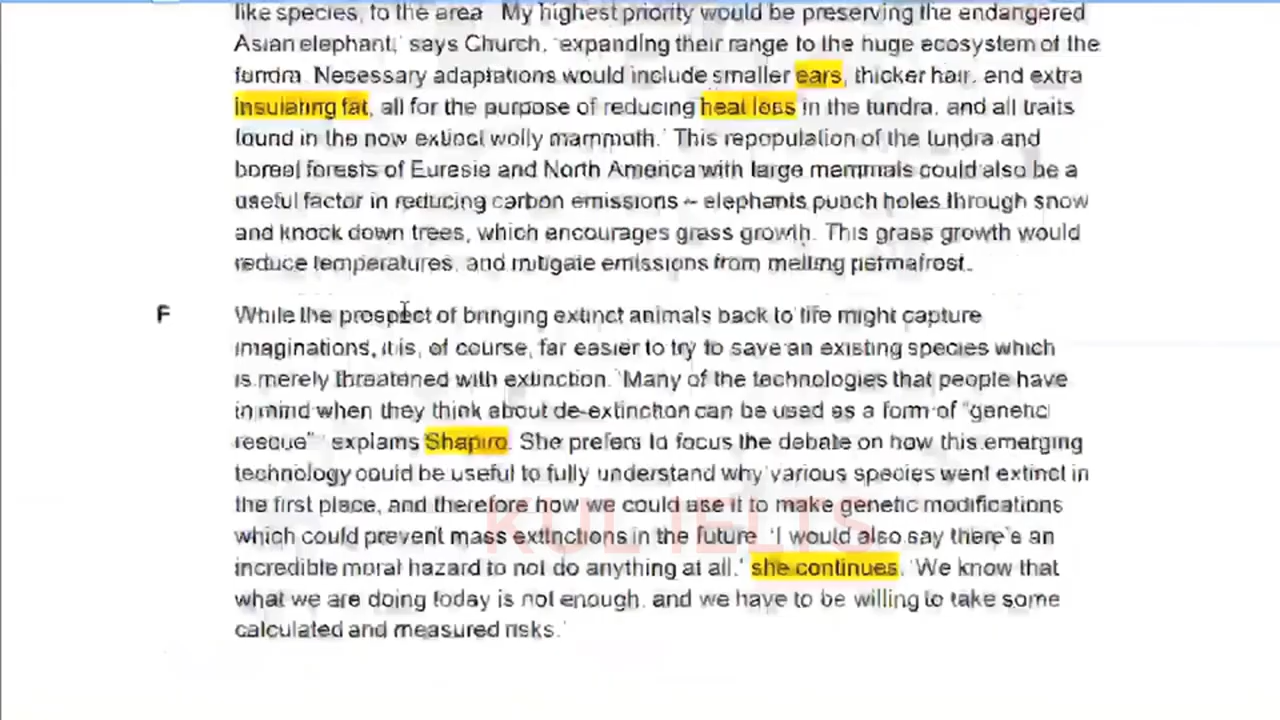 like species, to the area 'My highest priority would be preserving the endangered
Asian elephant,' says Church, 'expanding their range to the huge ecosystem of the
tundra. Necessary adaptations would include smaller ears, thicker hair, and extra
insulating fat, all for the purpose of reducing heat loss in the tundra, and all traits
found in the now extinct wolly mammoth.' This repopulation of the tundra and
boreal forests of Eurasia and North America with large mammals could also be a
useful factor in reducing carbon emissions – elephants punch holes through snow
and knock down trees, which encourages grass growth. This grass growth would
reduce temperatures, and mitigate emissions from melting permafrost.
F While the prospect of bringing extinct animals back to life might capture
imaginations, it is, of course, far easier to try to save an existing species which
is merely threatened with extinction. 'Many of the technologies that people have
in mind when they think about de-extinction can be used as a form of "genetic
rescue"' explains Shapiro. She prefers to focus the debate on how this emerging
technology could be useful to fully understand why various species went extinct in
the first place, and therefore how we could use it to make genetic modifications
which could prevent mass extinctions in the future. 'I would also say there's an
incredible moral hazard to not do anything at all,' she continues. 'We know that
what we are doing today is not enough, and we have to be willing to take some
calculated and measured risks.'
KUL IELTS